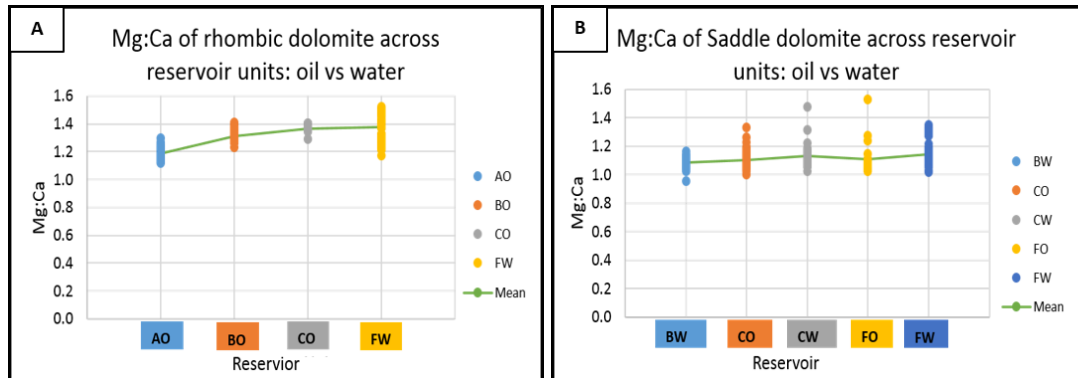 A
Mg:Ca of rhombic dolomite across
reservoir units: oil vs water
1.6
1.4
1.2
1.0
0.8
0.6
0.4
0.2
0.0
Mg:Ca
AO
BO
CO
FW
Mean
AO BO CO FW
Reservior
B
Mg:Ca of Saddle dolomite across reservoir
units: oil vs water
1.6
1.4
1.2
1.0
0.8
0.6
0.4
0.2
0.0
Mg:Ca
BW
CO
CW
FO
FW
Mean
BW CO CW FO FW
Reservoir